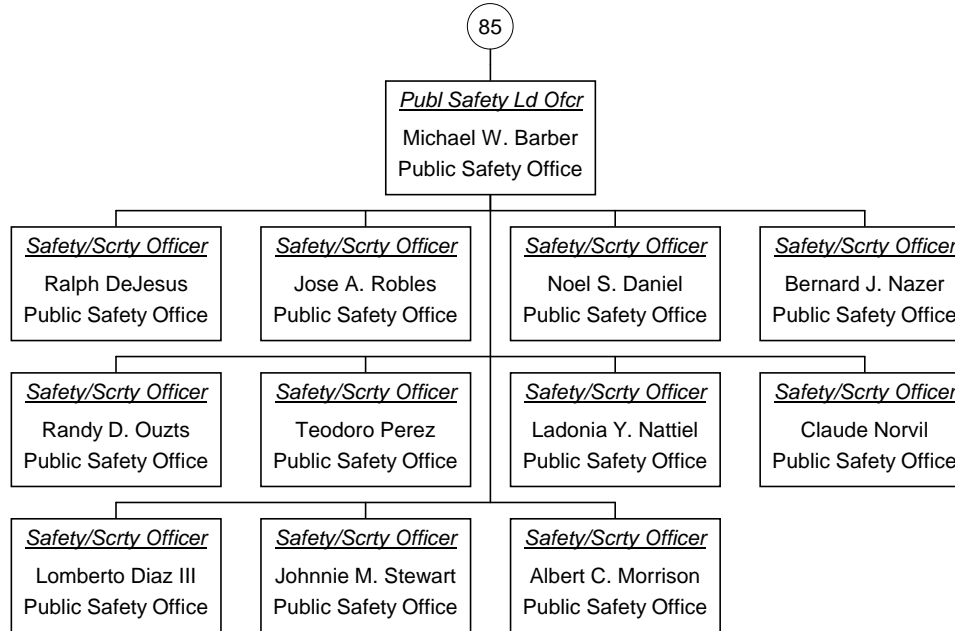 85
Publ Safety Ld Ofcr
Michael W. Barber
Public Safety Office
Safety/Scrty Officer
Ralph DeJesus
Public Safety Office
Safety/Scrty Officer
Jose A. Robles
Public Safety Office
Safety/Scrty Officer
Noel S. Daniel
Public Safety Office
Safety/Scrty Officer
Bernard J. Nazer
Public Safety Office
Safety/Scrty Officer
Randy D. Ouzts
Public Safety Office
Safety/Scrty Officer
Teodoro Perez
Public Safety Office
Safety/Scrty Officer
Ladonia Y. Nattiel
Public Safety Office
Safety/Scrty Officer
Claude Norvil
Public Safety Office
Safety/Scrty Officer
Lomberto Diaz III
Public Safety Office
Safety/Scrty Officer
Johnnie M. Stewart
Public Safety Office
Safety/Scrty Officer
Albert C. Morrison
Public Safety Office